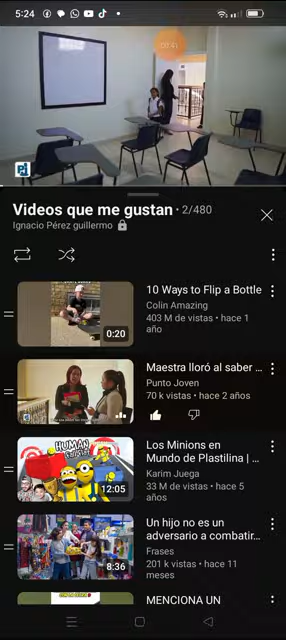 5:24
00:41
Videos que me gustan · 2/480
Ignacio Pérez guillermo
10 Ways to Flip a Bottle
Colin Amazing
403 M de vistas · hace 1
año
0:20
Maestra lloró al saber ...
Punto Joven
70 k vistas · hace 2 años
HUMAN
Los Minions en
Mundo de Plastilina | ...
Karim Juega
33 M de vistas · hace 5
años
12:05
Un hijo no es un
adversario a combatir...
Frases
201 k vistas · hace 11
meses
8:36
MENCIONA UN